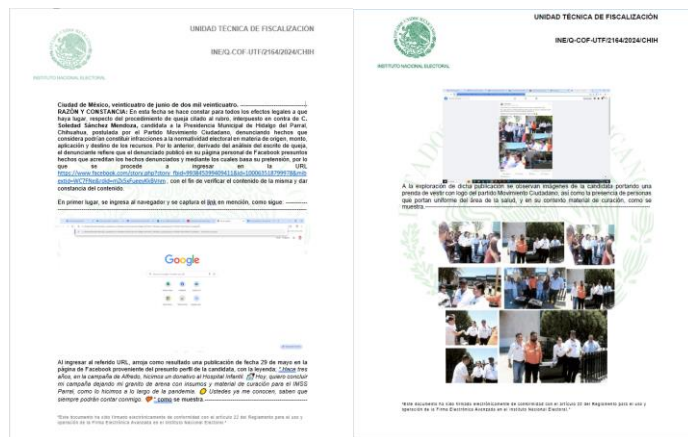 UNIDAD TÉCNICA DE FISCALIZACIÓN
INE/Q-COF-UTF/2164/2024/CHIH
INSTITUTO NACIONAL ELECTORAL
Ciudad de México, veinticuatro de junio de dos mil veinticuatro.
RAZÓN Y CONSTANCIA: En esta fecha se hace constar para todos los efectos legales a que
haya lugar, respecto del procedimiento de queja citado al rubro, interpuesto en contra de C.
Soledad Sánchez Mendoza, candidata a la Presidencia Municipal de Hidalgo del Parral,
Chihuahua, postulada por el Partido Movimiento Ciudadano, denunciando hechos que
considera podrían constituir infracciones a la normatividad electoral en materia de origen, monto,
aplicación y destino de los recursos. Por lo anterior, derivado del análisis del escrito de queja,
el denunciante refiere que el denunciado publicó en su página personal de Facebook presuntos
hechos que acreditan los hechos denunciados y mediante los cuales basa su pretensión, por lo
que se procede a ingresar en la URL
con el fin de verificar el contenido de la misma y dar
constancia del contenido.
En primer lugar, se ingresa al navegador y se captura el link en mención, como sigue:
Google
Al ingresar al referido URL, arroja como resultado una publicación de fecha 29 de mayo en la
página de Facebook proveniente del presunto perfil de la candidata, con la leyenda: "Hace tres
años, en la campaña de Alfredo, hicimos un donativo al Hospital Infantil. Hoy, quiero concluir
mi campaña dejando mi granito de arena con insumos y material de curación para el IMSS
Parral, como lo hicimos a lo largo de la pandemia. Ustedes ya me conocen, saben que
siempre podrán contar conmigo. " como se muestra
"Este documento ha sido firmado electrónicamente de conformidad con el artículo 22 del Reglamento para el uso y
operación de la Firma Electrónica Avanzada en el Instituto Nacional Electoral."
UNIDAD TÉCNICA DE FISCALIZACIÓN
INE/Q-COF-UTF/2164/2024/CHIH
INSTITUTO NACIONAL ELECTORAL
A la exploración de dicha publicación se observan imágenes de la candidata portando una
prenda de vestir con logo del partido Movimiento Ciudadano, así como la presencia de personas
que portan uniforme del área de la salud, y en su contenido material de curación, como se
muestra.
"Este documento ha sido firmado electrónicamente de conformidad con el artículo 22 del Reglamento para el uso y
operación de la Firma Electrónica Avanzada en el Instituto Nacional Electoral."